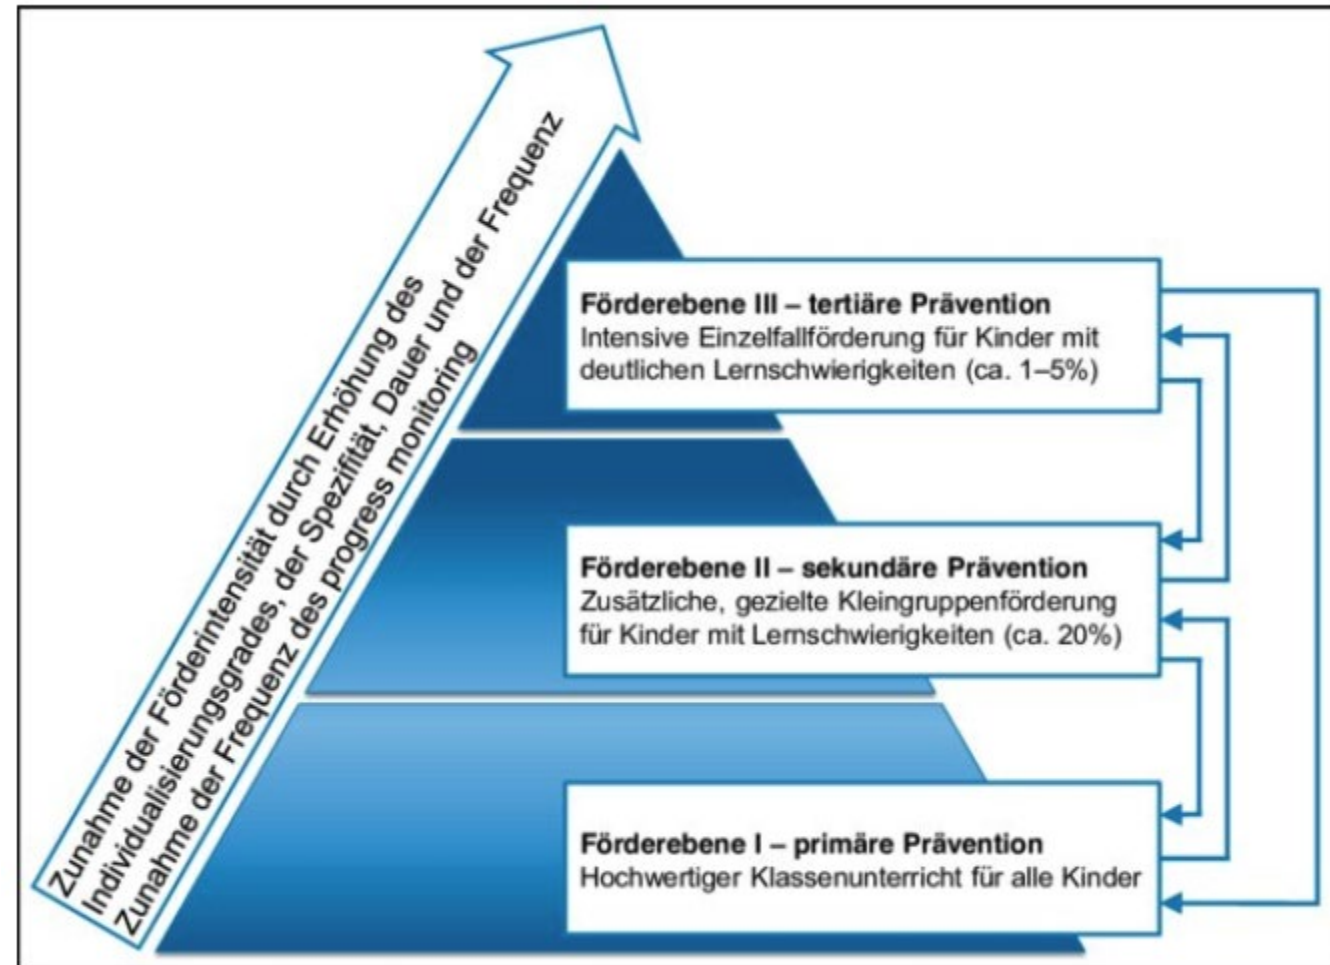 Zunahme der Förderintensität durch Erhöhung des
Individualisierungsgrades, der Spezifität, Dauer und der Frequenz
Zunahme der Frequenz des progress monitoring
Förderebene III – tertiäre Prävention
Intensive Einzelfallförderung für Kinder mit
deutlichen Lernschwierigkeiten (ca. 1–5%)
Förderebene II – sekundäre Prävention
Zusätzliche, gezielte Kleingruppenförderung
für Kinder mit Lernschwierigkeiten (ca. 20%)
Förderebene I – primäre Prävention
Hochwertiger Klassenunterricht für alle Kinder